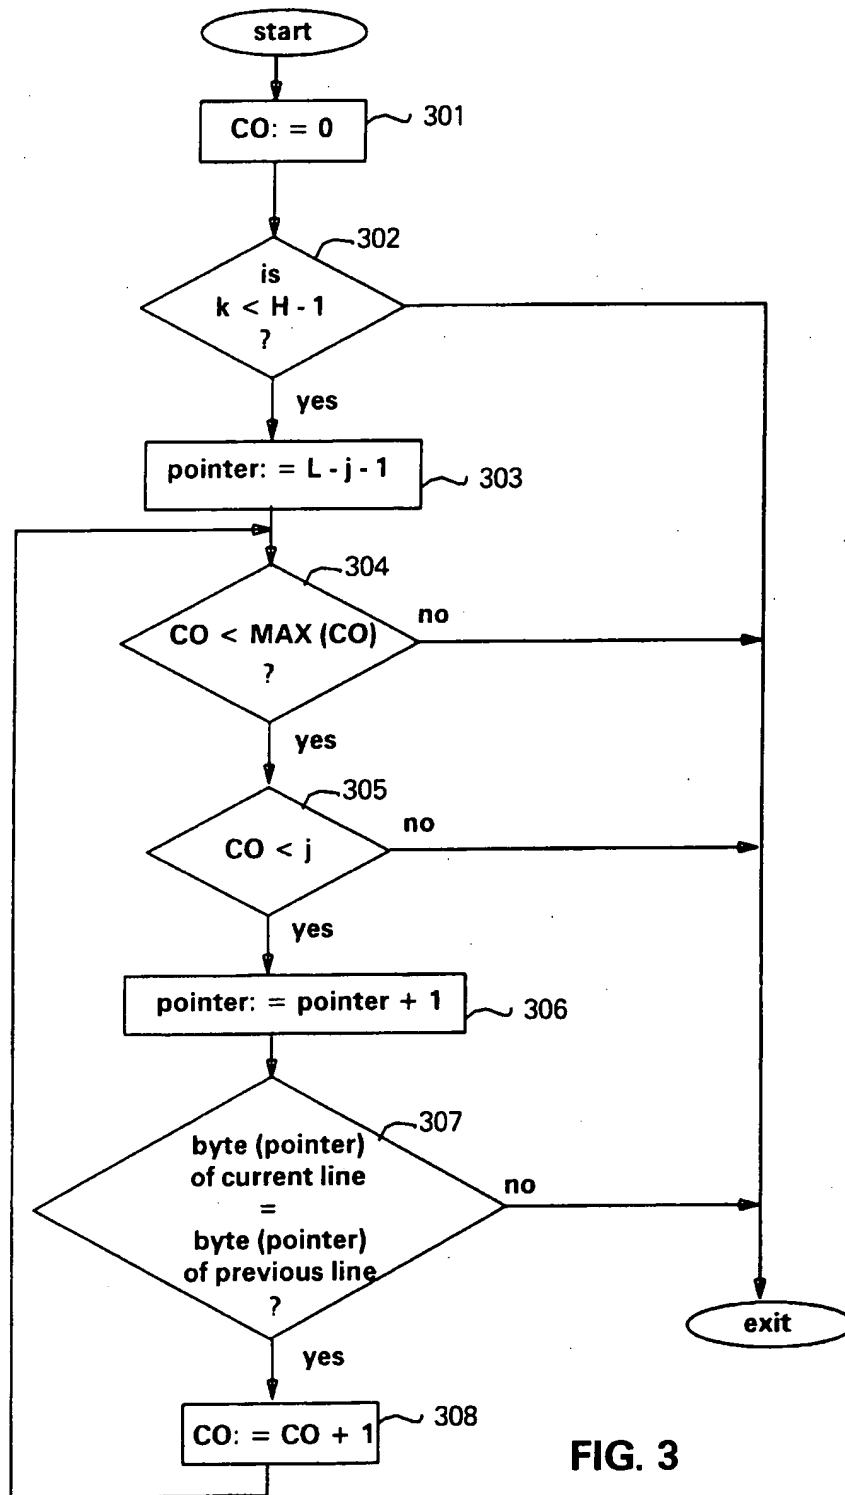 start
CO: = 0
301
302
is
k < H - 1
?
yes
pointer: = L - j - 1
303
304
CO < MAX (CO)
?
no
yes
305
CO < j
no
yes
pointer: = pointer + 1
306
307
byte (pointer)
of current line
=
byte (pointer)
of previous line
?
no
exit
yes
CO: = CO + 1
308
FIG. 3